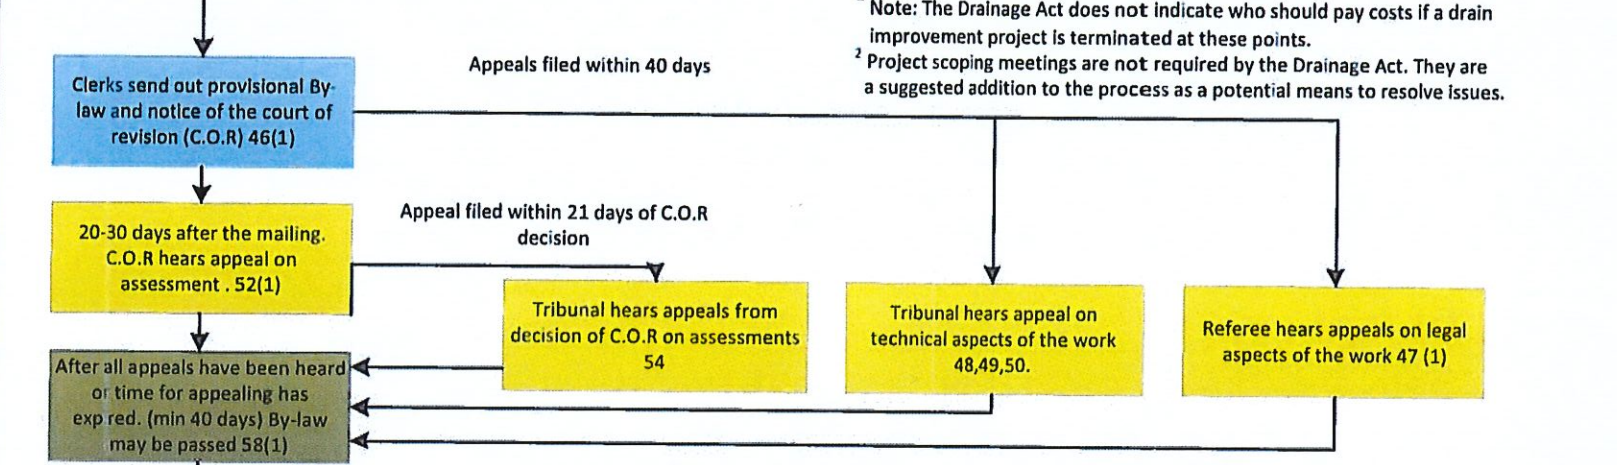 Note: The Drainage Act does not indicate who should pay costs if a drain
improvement project is terminated at these points.
2 Project scoping meetings are not required by the Drainage Act. They are
a suggested addition to the process as a potential means to resolve issues.
Clerks send out provisional By-
law and notice of the court of
revision (C.O.R) 46(1)
Appeals filed within 40 days
20-30 days after the mailing.
C.O.R hears appeal on
assessment . 52(1)
Appeal filed within 21 days of C.O.R
decision
Tribunal hears appeals from
decision of C.O.R on assessments
54
Tribunal hears appeal on
technical aspects of the work
48,49,50.
Referee hears appeals on legal
aspects of the work 47 (1)
After all appeals have been heard
or time for appealing has
expired. (min 40 days) By-law
may be passed 58(1)